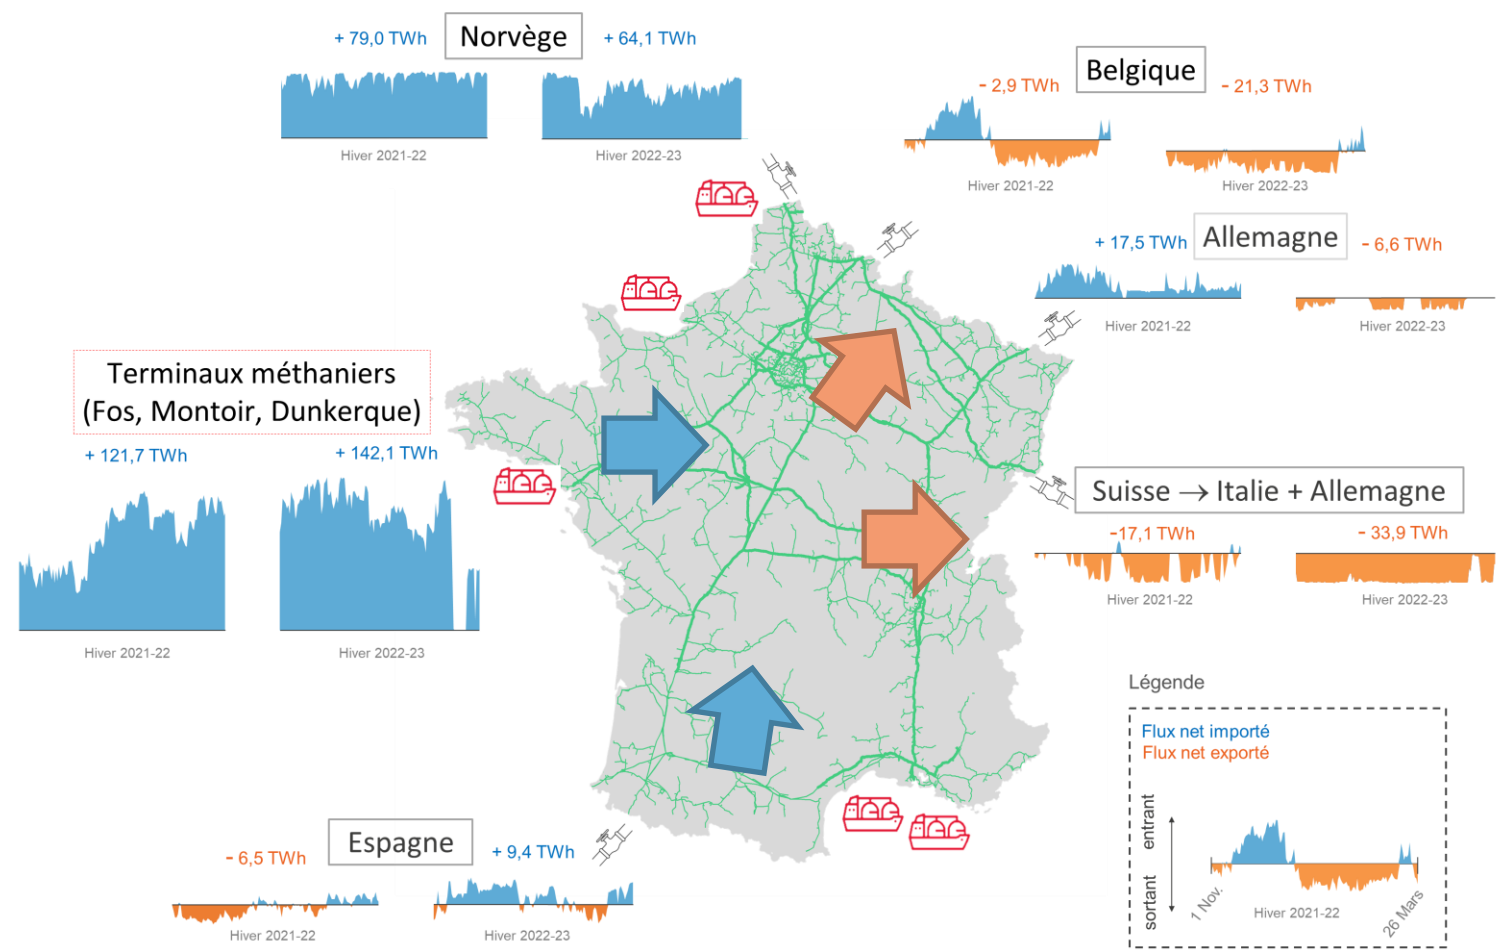 + 79,0 TWh
Norvège
+ 64,1 TWh
Hiver 2021-22
Hiver 2022-23
Belgique
- 2,9 TWh
- 21,3 TWh
Hiver 2021-22
Hiver 2022-23
+ 17,5 TWh
Allemagne
- 6,6 TWh
Hiver 2021-22
Hiver 2022-23
Terminaux méthaniers
(Fos, Montoir, Dunkerque)
+ 121,7 TWh
+ 142,1 TWh
Hiver 2021-22
Hiver 2022-23
Suisse → Italie + Allemagne
-17,1 TWh
- 33,9 TWh
Hiver 2021-22
Hiver 2022-23
Espagne
- 6,5 TWh
+ 9,4 TWh
Hiver 2021-22
Hiver 2022-23
Légende
Flux net importé
Flux net exporté
entrant
sortant
1 Nov.
Hiver 2021-22
26 Mars